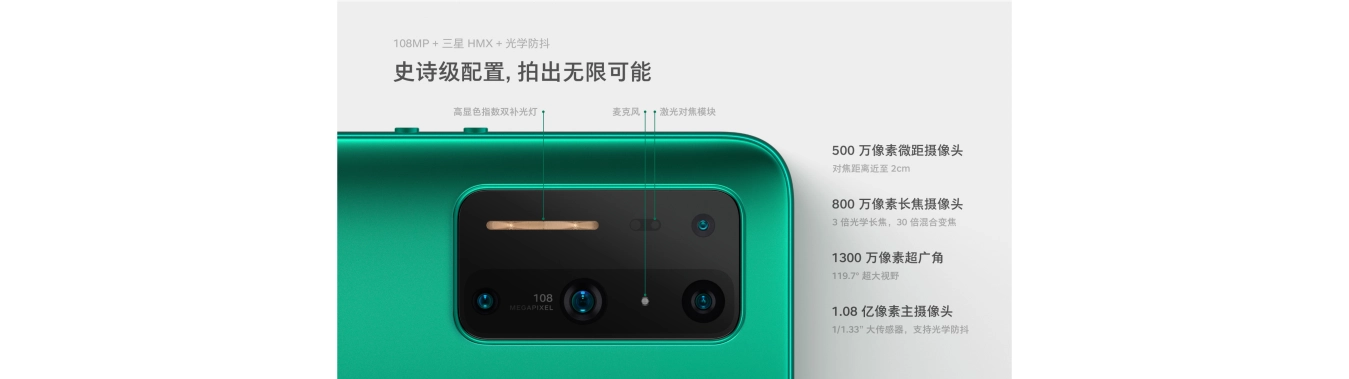 108MP + 三星 HMX + 光学防抖
史诗级配置, 拍出无限可能
高显色指数双补光灯
麦克风
激光对焦模块
500 万像素微距摄像头
对焦距离近至 2cm
800 万像素长焦摄像头
3 倍光学长焦，30 倍混合变焦
1300 万像素超广角
119.7° 超大视野
108
MEGAPIXEL
1.08 亿像素主摄像头
1/1.33" 大传感器，支持光学防抖